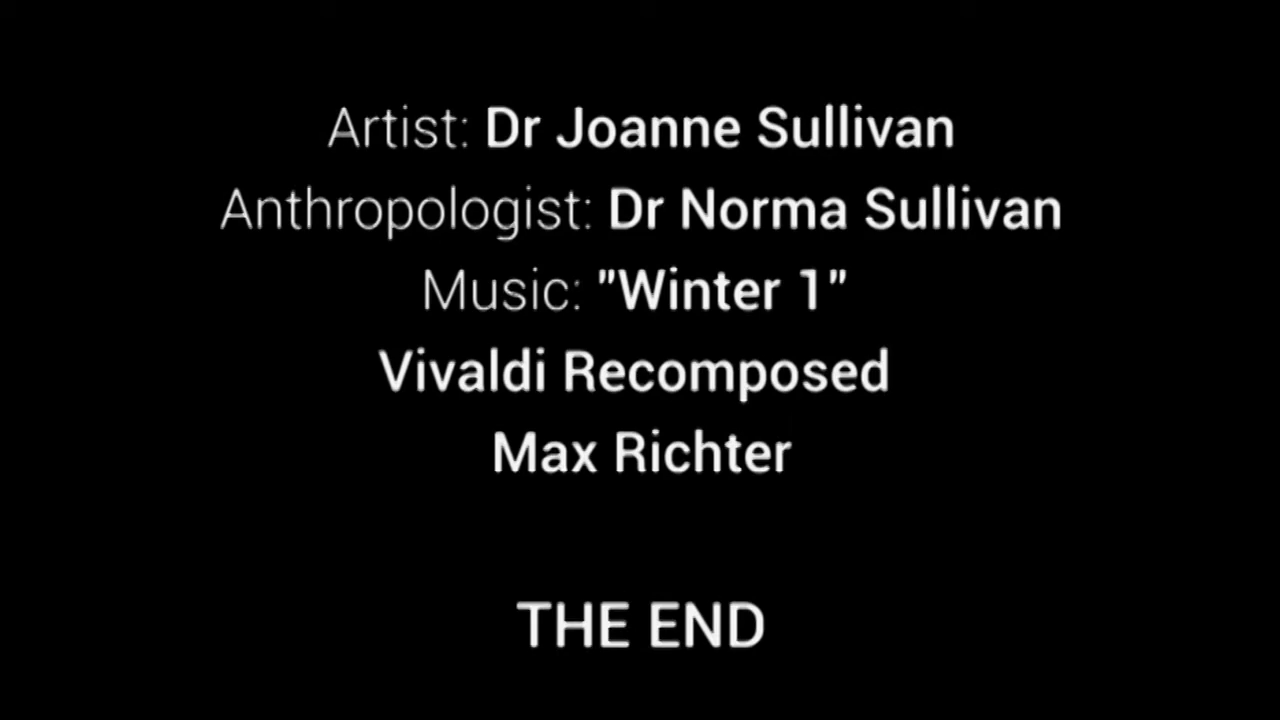 Artist: Dr Joanne Sullivan
Anthropologist: Dr Norma Sullivan
Music: "Winter 1"
Vivaldi Recomposed
Max Richter
THE END